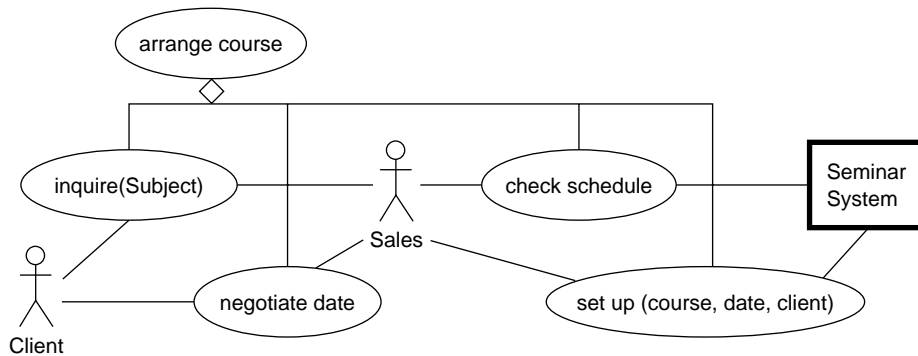 arrange course
inquire(Subject)
check schedule
Seminar
System
Sales
negotiate date
set up (course, date, client)
Client